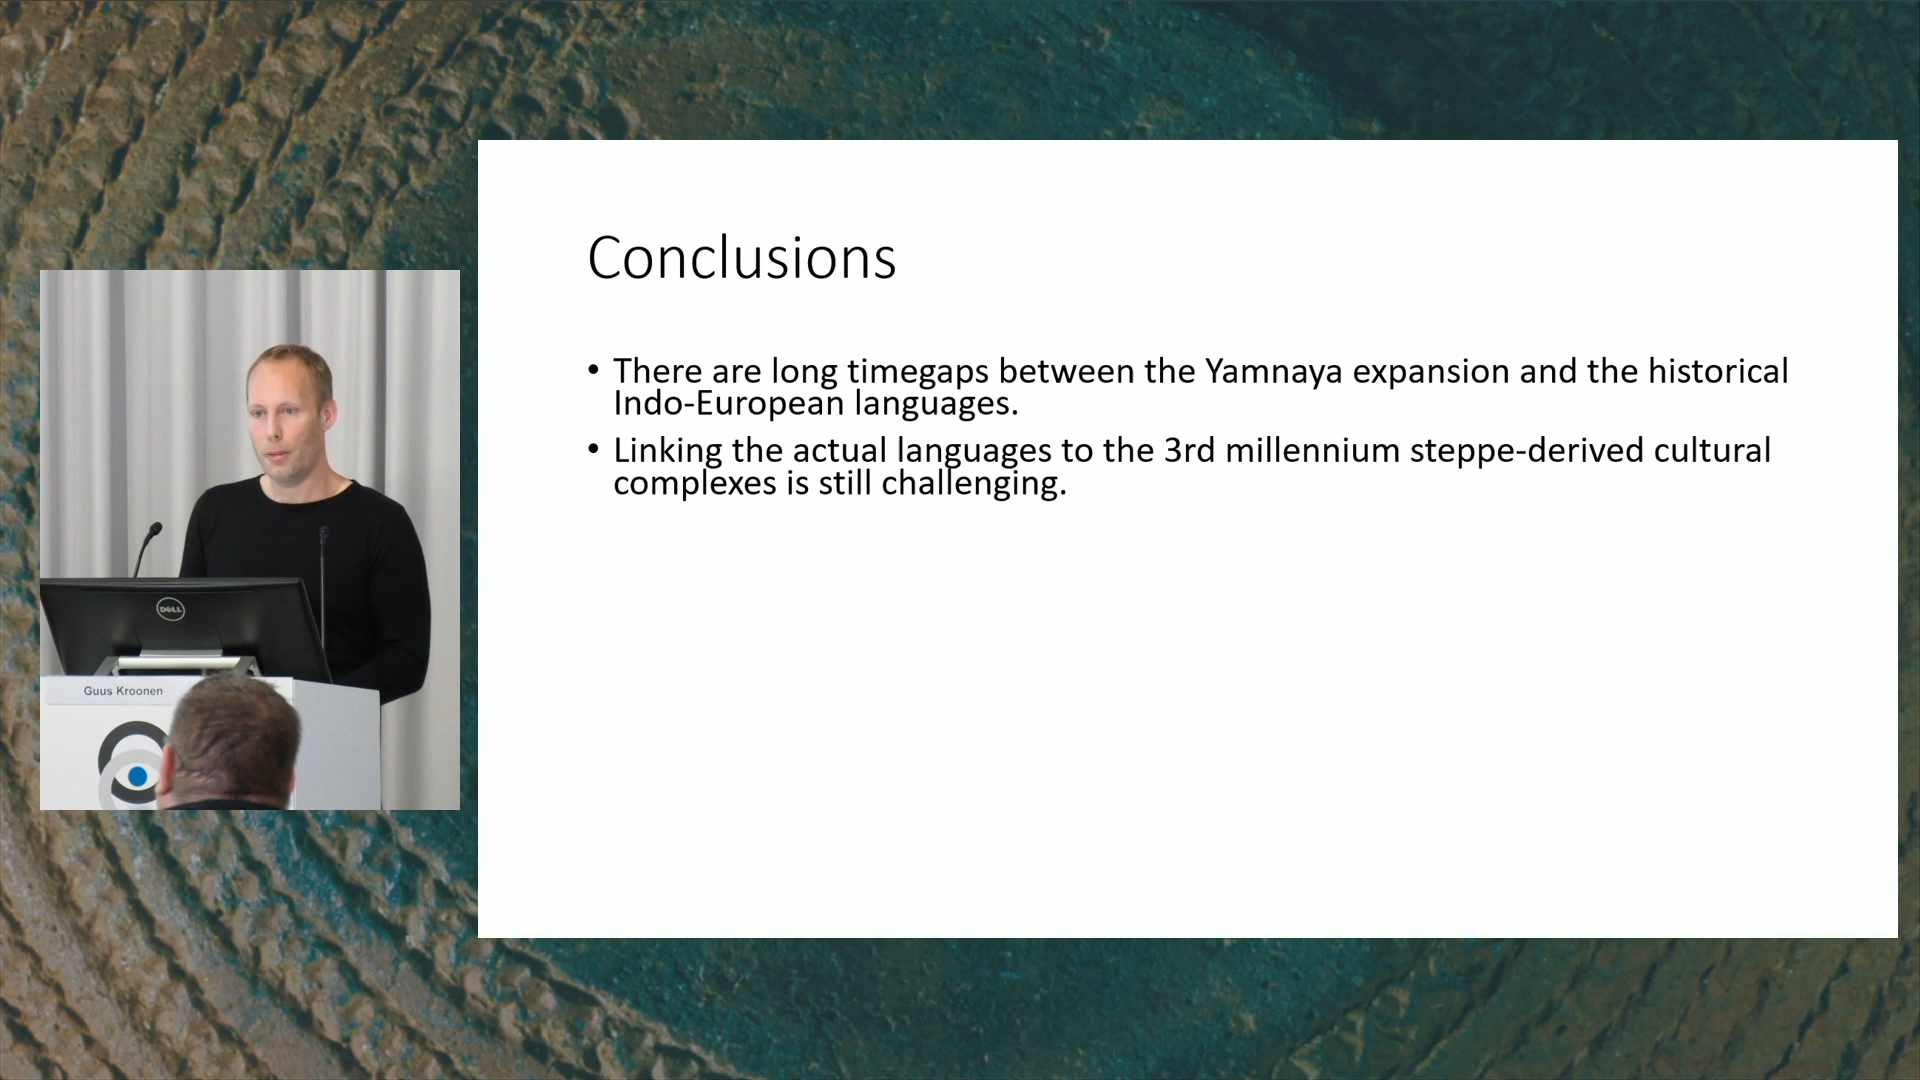 Conclusions
• There are long timegaps between the Yamnaya expansion and the historical
Indo-European languages.
• Linking the actual languages to the 3rd millennium steppe-derived cultural
complexes is still challenging.
DELL
Guus Kroonen